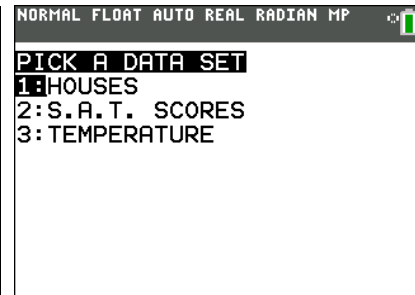 NORMAL FLOAT AUTO REAL RADIAN MP
PICK A DATA SET
1:HOUSES
2:S.A.T. SCORES
3:TEMPERATURE